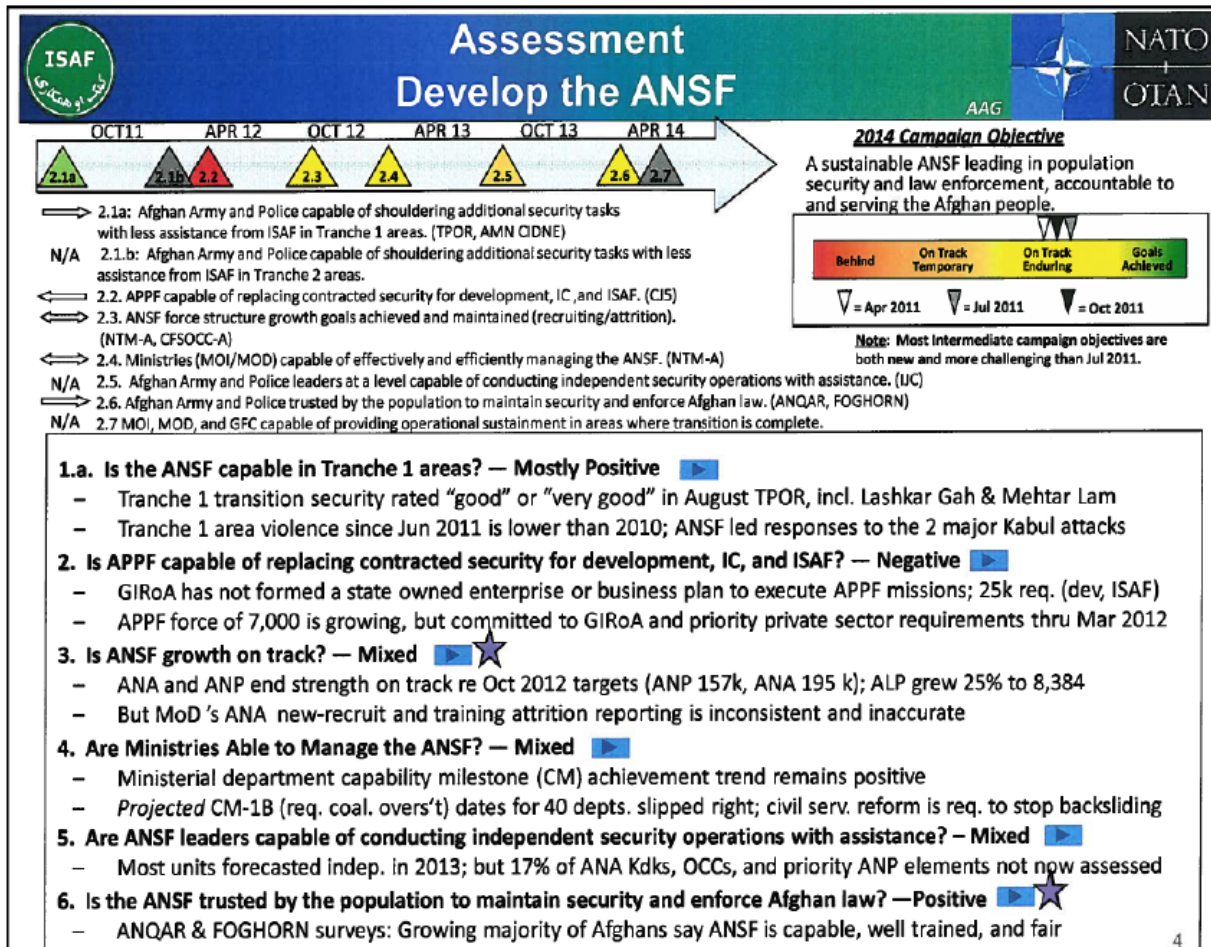 ISAF
کمک او همکاری
Assessment
Develop the ANSF
AAG
NATO
OTAN
OCT11 APR 12 OCT 12 APR 13 OCT 13 APR 14
2.1a 2.1b 2.2 2.3 2.4 2.5 2.6 2.7
2014 Campaign Objective
A sustainable ANSF leading in population
security and law enforcement, accountable to
and serving the Afghan people.
Behind On Track Temporary On Track Enduring Goals Achieved
= Apr 2011 = Jul 2011 = Oct 2011
Note: Most Intermediate campaign objectives are
both new and more challenging than Jul 2011.
2.1a: Afghan Army and Police capable of shouldering additional security tasks
with less assistance from ISAF in Tranche 1 areas. (TPOR, AMN CIDNE)
N/A 2.1.b: Afghan Army and Police capable of shouldering additional security tasks with less
assistance from ISAF in Tranche 2 areas.
2.2. APPF capable of replacing contracted security for development, IC ,and ISAF. (CJ5)
2.3. ANSF force structure growth goals achieved and maintained (recruiting/attrition).
(NTM-A, CFSOCC-A)
2.4. Ministries (MOI/MOD) capable of effectively and efficiently managing the ANSF. (NTM-A)
N/A 2.5. Afghan Army and Police leaders at a level capable of conducting independent security operations with assistance. (IJC)
2.6. Afghan Army and Police trusted by the population to maintain security and enforce Afghan law. (ANQAR, FOGHORN)
N/A 2.7 MOI, MOD, and GFC capable of providing operational sustainment in areas where transition is complete.
1.a. Is the ANSF capable in Tranche 1 areas? — Mostly Positive
– Tranche 1 transition security rated “good” or “very good” in August TPOR, incl. Lashkar Gah & Mehtar Lam
– Tranche 1 area violence since Jun 2011 is lower than 2010; ANSF led responses to the 2 major Kabul attacks
2. Is APPF capable of replacing contracted security for development, IC, and ISAF? — Negative
– GIRoA has not formed a state owned enterprise or business plan to execute APPF missions; 25k req. (dev, ISAF)
– APPF force of 7,000 is growing, but committed to GIRoA and priority private sector requirements thru Mar 2012
3. Is ANSF growth on track? — Mixed
– ANA and ANP end strength on track re Oct 2012 targets (ANP 157k, ANA 195 k); ALP grew 25% to 8,384
– But MoD's ANA new-recruit and training attrition reporting is inconsistent and inaccurate
4. Are Ministries Able to Manage the ANSF? — Mixed
– Ministerial department capability milestone (CM) achievement trend remains positive
– Projected CM-1B (req. coal. overs't) dates for 40 depts. slipped right; civil serv. reform is req. to stop backsliding
5. Are ANSF leaders capable of conducting independent security operations with assistance? – Mixed
– Most units forecasted indep. in 2013; but 17% of ANA Kdks, OCCs, and priority ANP elements not now assessed
6. Is the ANSF trusted by the population to maintain security and enforce Afghan law? —Positive
– ANQAR & FOGHORN surveys: Growing majority of Afghans say ANSF is capable, well trained, and fair
4